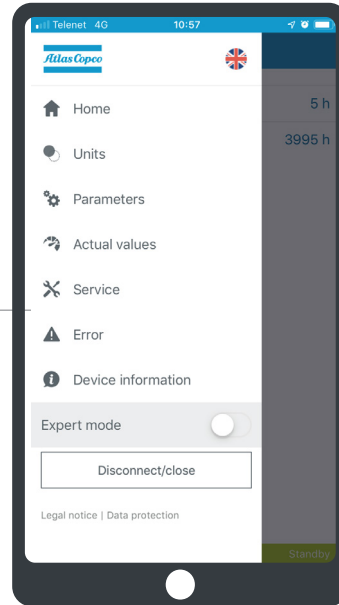 Telenet 4G 10:57
Atlas Copco
Home
5 h
Units
3995 h
Parameters
Actual values
Service
Error
Device information
Expert mode
Disconnect/close
Legal notice | Data protection
Standby